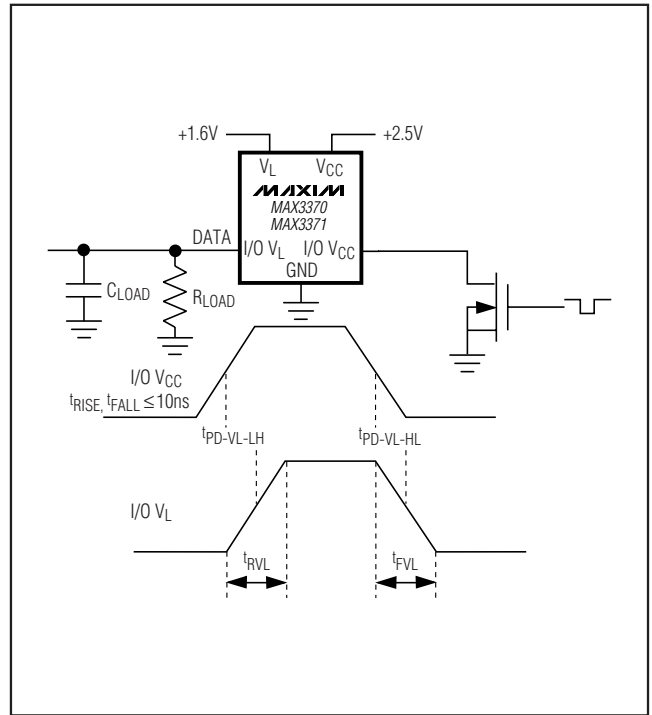 +1.6V
+2.5V
VL
VCC
MAXIM
MAX3370
MAX3371
DATA
I/O VL
I/O VCC
GND
CLOAD
RLOAD
I/O VCC
tRISE, tFALL ≤ 10ns
tPD-VL-LH
tPD-VL-HL
I/O VL
tRVL
tFVL